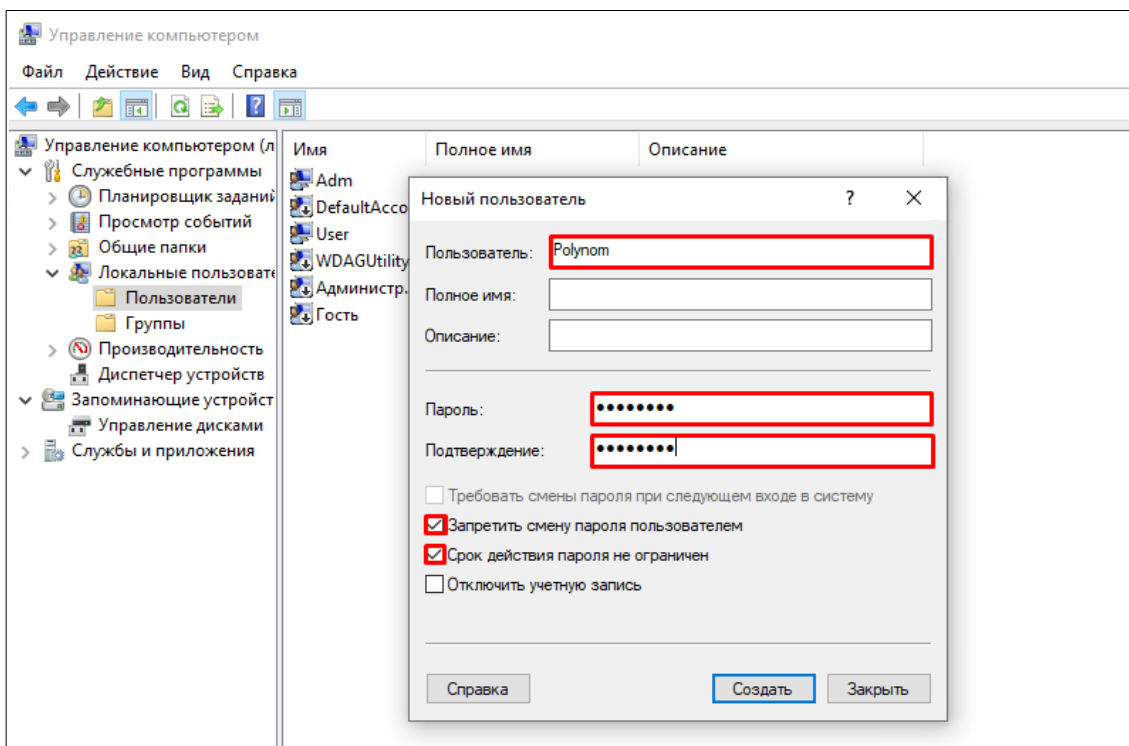 Управление компьютером
Файл Действие Вид Справка
Управление компьютером (л
Служебные программы
Планировщик заданий
Просмотр событий
Общие папки
Локальные пользовате
Пользователи
Группы
Производительность
Диспетчер устройств
Запоминающие устройст
Управление дисками
Службы и приложения
Имя Полное имя Описание
Adm
DefaultAcco
User
WDAGUtility
Администр.
Гость
Новый пользователь ?
Пользователь: Polynom
Полное имя:
Описание:
Пароль: ●●●●●●●●
Подтверждение: ●●●●●●●●
Требовать смены пароля при следующем входе в систему
Запретить смену пароля пользователем
Срок действия пароля не ограничен
Отключить учетную запись
Справка Создать Закрыть